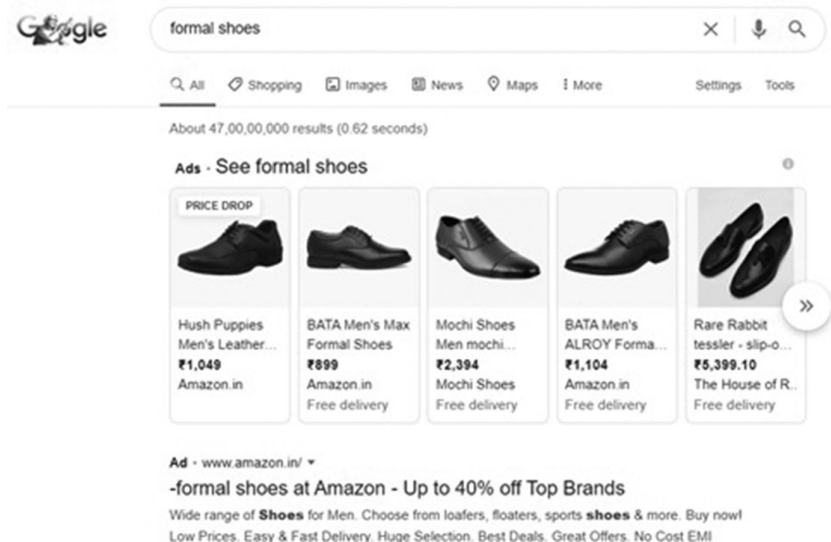 Google
formal shoes
All Shopping Images News Maps More Settings Tools
About 47,00,00,000 results (0.62 seconds)
Ads · See formal shoes
PRICE DROP
Hush Puppies
Men's Leather...
₹1,049
Amazon.in
BATA Men's Max
Formal Shoes
₹899
Amazon.in
Free delivery
Mochi Shoes
Men mochi...
₹2,394
Mochi Shoes
Free delivery
BATA Men's
ALROY Forma...
₹1,104
Amazon.in
Free delivery
Rare Rabbit
tessler - slip-o...
₹5,399.10
The House of R..
Free delivery
Ad · www.amazon.in/
-formal shoes at Amazon - Up to 40% off Top Brands
Wide range of Shoes for Men. Choose from loafers, floaters, sports shoes & more. Buy now!
Low Prices. Easy & Fast Delivery. Huge Selection. Best Deals. Great Offers. No Cost EMI